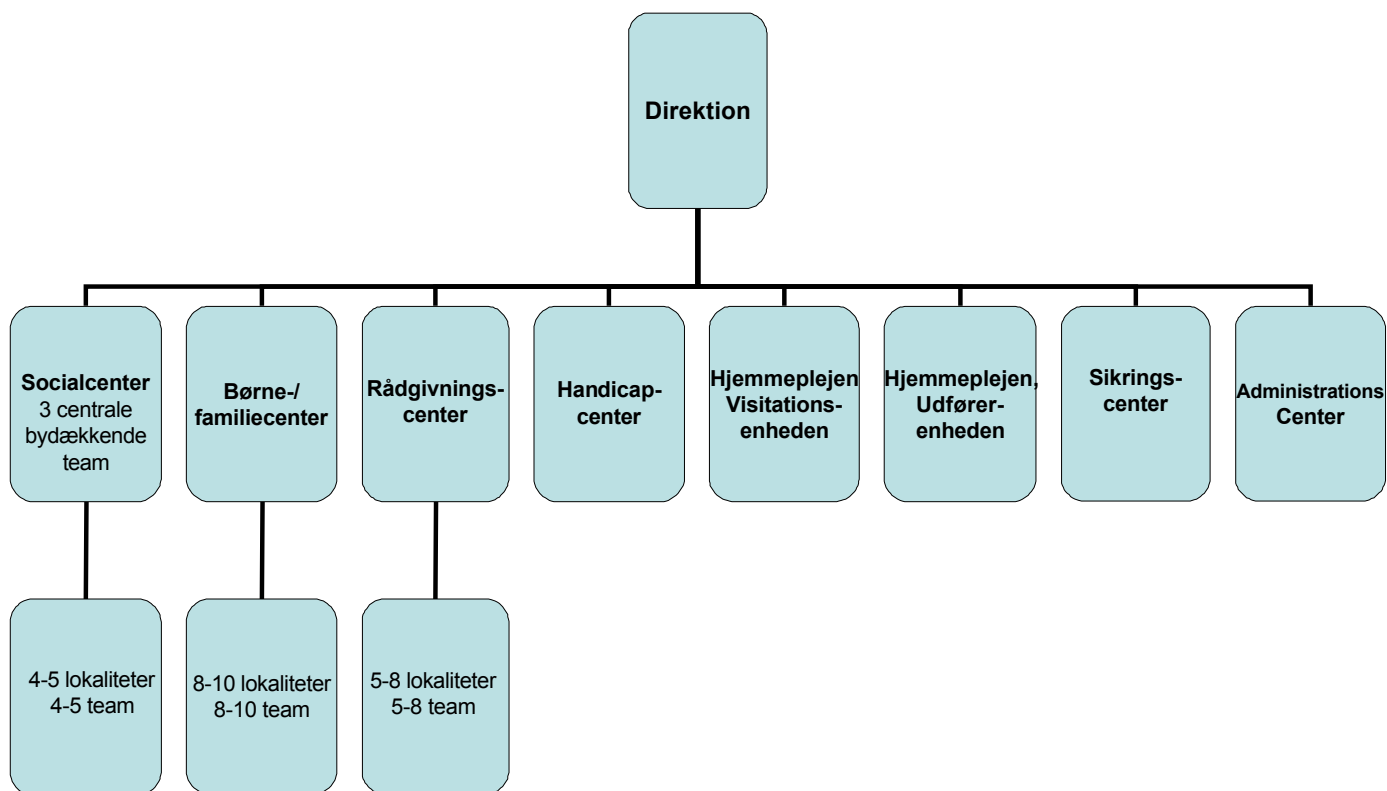 Direktion
Socialcenter
3 centrale
bydækkende
team
Børne-/
familiecenter
Rådgivnings-
center
Handicap-
center
Hjemmeplejen
Visitations-
enheden
Hjemmeplejen,
Udfører-
enheden
Sikrings-
center
Administrations
Center
4-5 lokaliteter
4-5 team
8-10 lokaliteter
8-10 team
5-8 lokaliteter
5-8 team